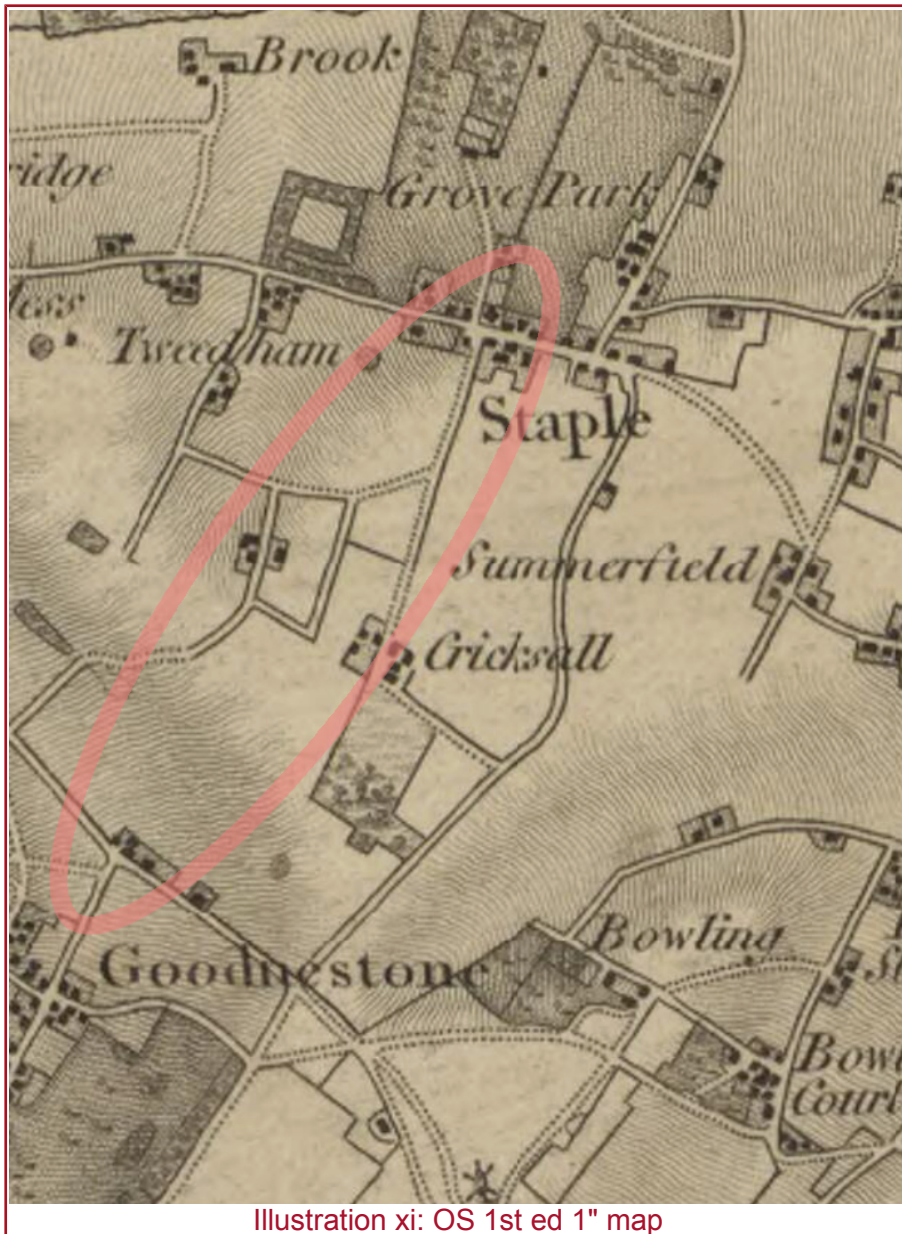 Brook
ridge
Grove Park
less
Tweedham
Staple
Summerfield
Cricksall
Bowling
Goodnestone
Bow
Court
Illustration xi: OS 1st ed 1" map